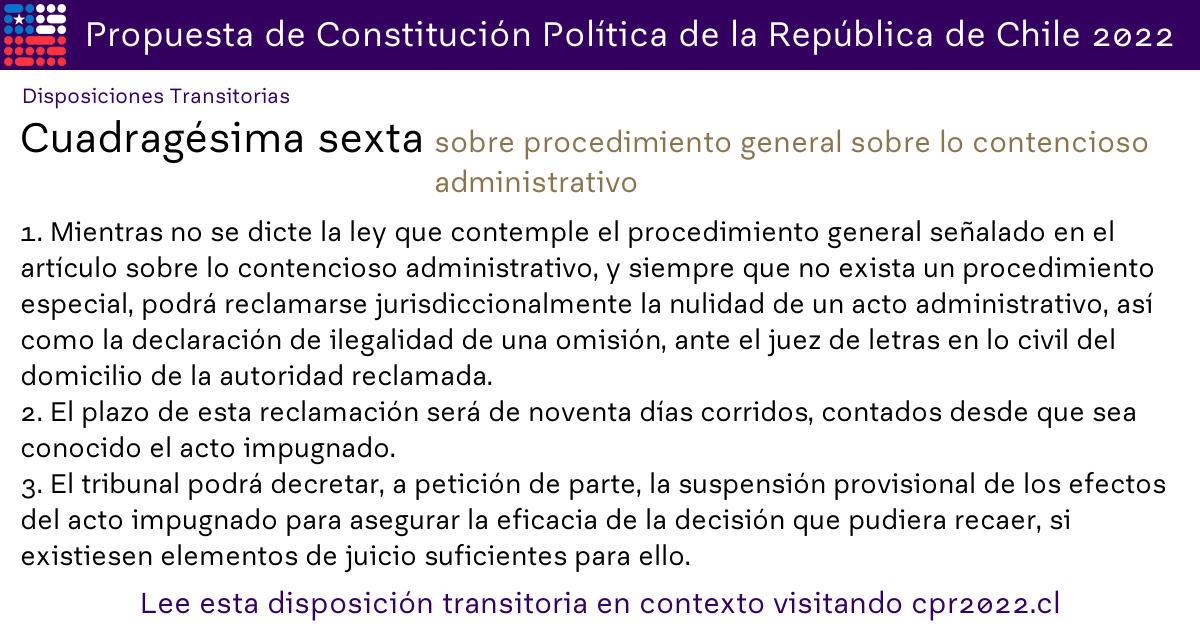 Propuesta de Constitución Política de la República de Chile 2022
Disposiciones Transitorias
Cuadragésima sexta sobre procedimiento general sobre lo contencioso
administrativo
1. Mientras no se dicte la ley que contemple el procedimiento general señalado en el
artículo sobre lo contencioso administrativo, y siempre que no exista un procedimiento
especial, podrá reclamarse jurisdiccionalmente la nulidad de un acto administrativo, así
como la declaración de ilegalidad de una omisión, ante el juez de letras en lo civil del
domicilio de la autoridad reclamada.
2. El plazo de esta reclamación será de noventa días corridos, contados desde que sea
conocido el acto impugnado.
3. El tribunal podrá decretar, a petición de parte, la suspensión provisional de los efectos
del acto impugnado para asegurar la eficacia de la decisión que pudiera recaer, si
existiesen elementos de juicio suficientes para ello.
Lee esta disposición transitoria en contexto visitando cpr2022.cl